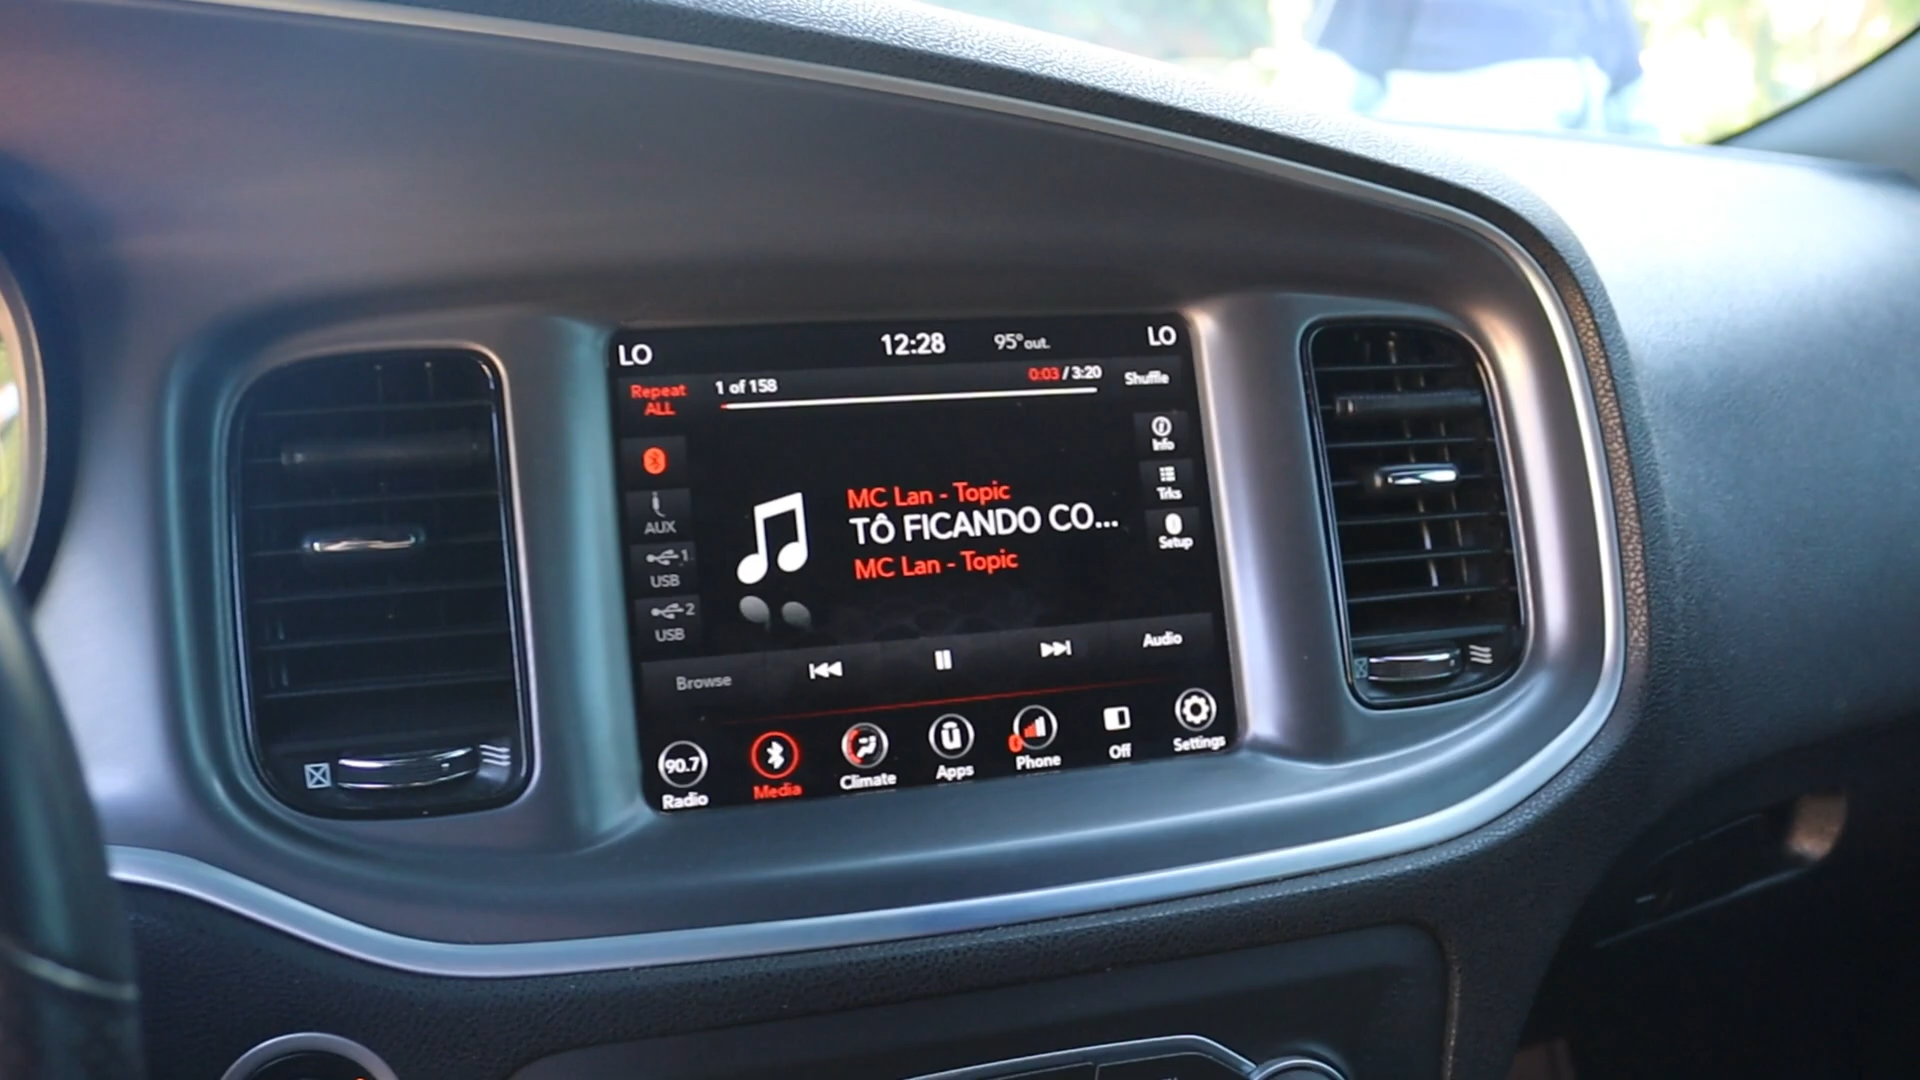 LO 12:28 95°out. LO
Repeat
ALL
1 of 158 0:03 / 3:20 Shuffle
Info
AUX
Trks
1
USB
Setup
2
USB
MC Lan - Topic
TÔ FICANDO CO...
MC Lan - Topic
Browse Audio
90.7
Radio Media Climate Apps Phone Off Settings